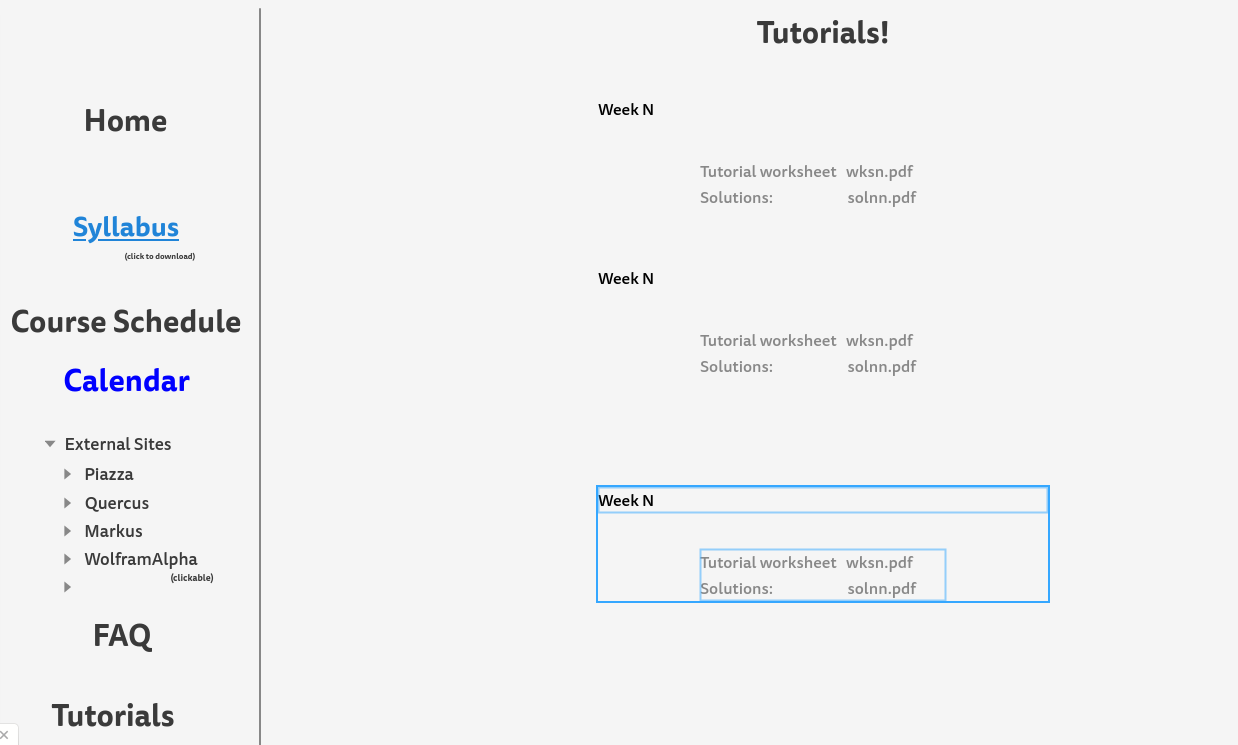 Home
Syllabus
(click to download)
Course Schedule
Calendar
External Sites
Piazza
Quercus
Markus
WolframAlpha
(clickable)
FAQ
Tutorials
Tutorials!
Week N
Tutorial worksheet wksn.pdf
Solutions: solnn.pdf
Week N
Tutorial worksheet wksn.pdf
Solutions: solnn.pdf
Week N
Tutorial worksheet wksn.pdf
Solutions: solnn.pdf